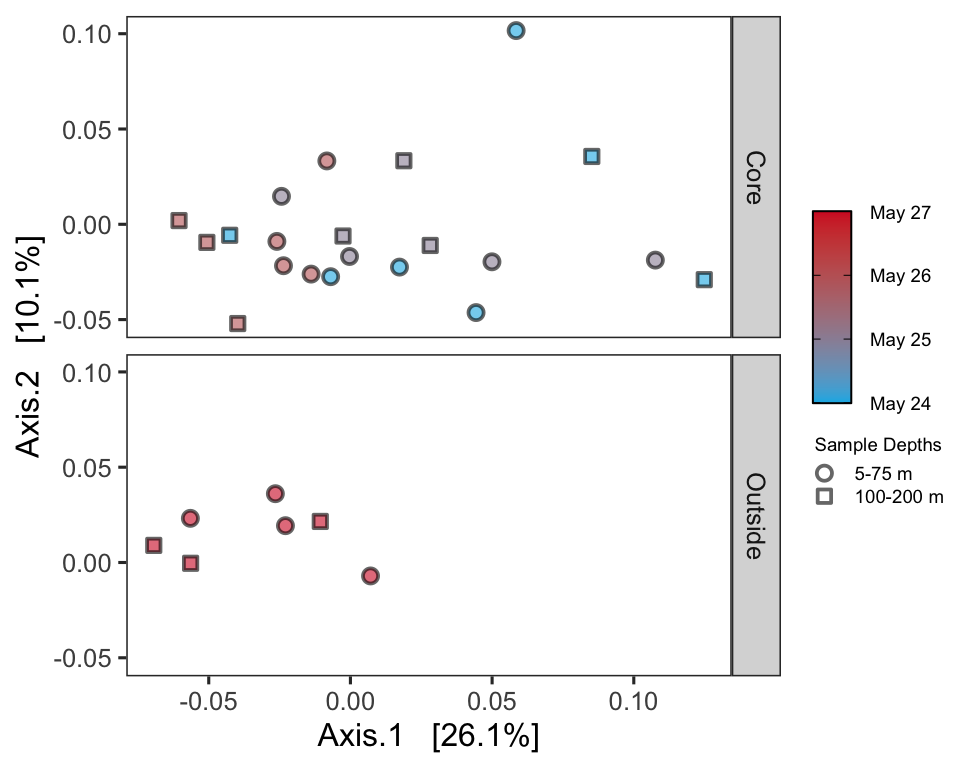 0.10
0.05
0.00
-0.05
Core
0.10
0.05
0.00
-0.05
Outside
-0.05 0.00 0.05 0.10
Axis.1 [26.1%]
Axis.2 [10.1%]
May 27
May 26
May 25
May 24
Sample Depths
5-75 m
100-200 m